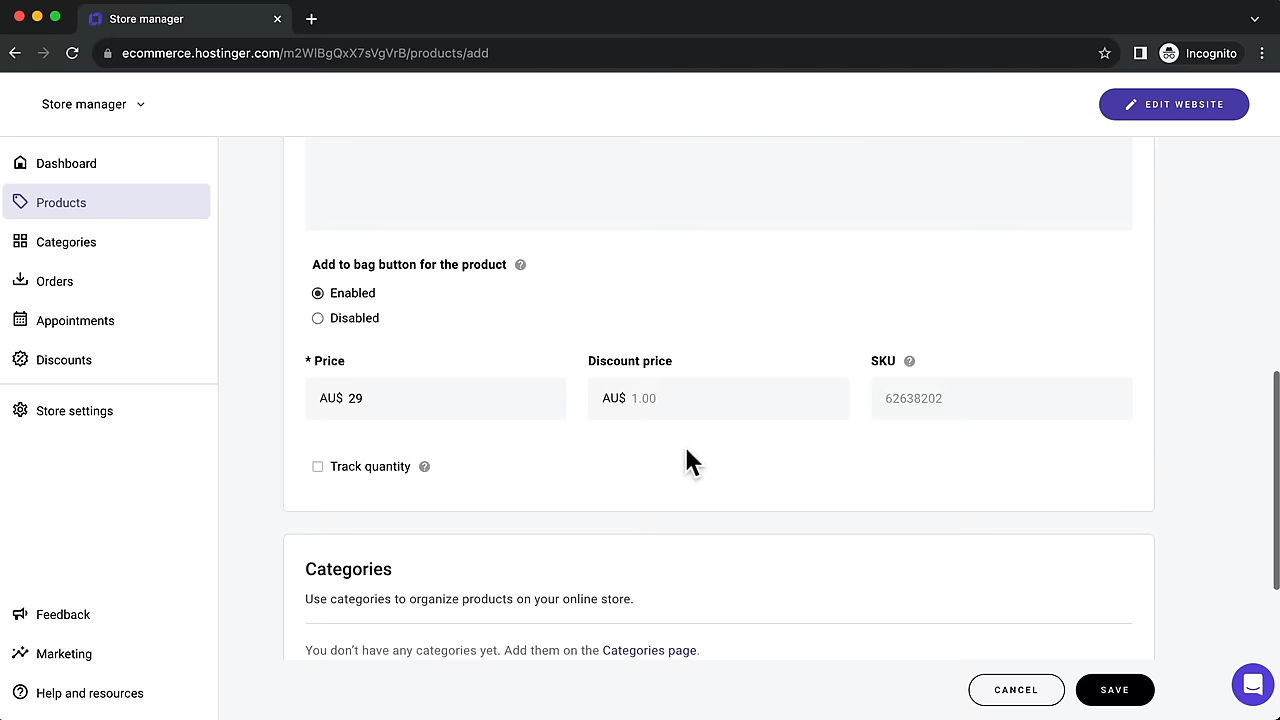 Store manager
ecommerce.hostinger.com/m2WlBgQxX7sVgVrB/products/add
Incognito
Store manager
EDIT WEBSITE
Dashboard
Products
Categories
Orders
Appointments
Discounts
Store settings
Feedback
Marketing
Help and resources
Add to bag button for the product ?
Enabled
Disabled
* Price
Discount price
SKU ?
AU$ 29
AU$ 1.00
62638202
Track quantity ?
Categories
Use categories to organize products on your online store.
You don't have any categories yet. Add them on the Categories page.
CANCEL
SAVE